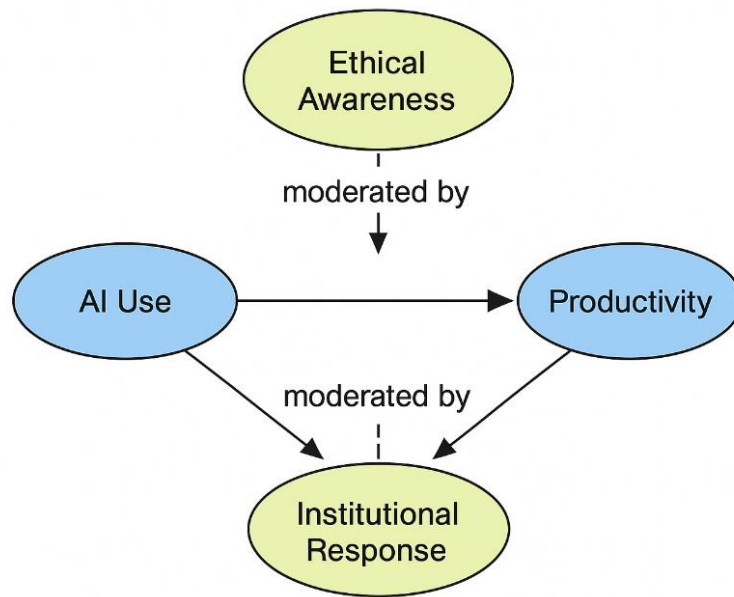 Ethical
Awareness
moderated by
AI Use
Productivity
moderated by
Institutional
Response